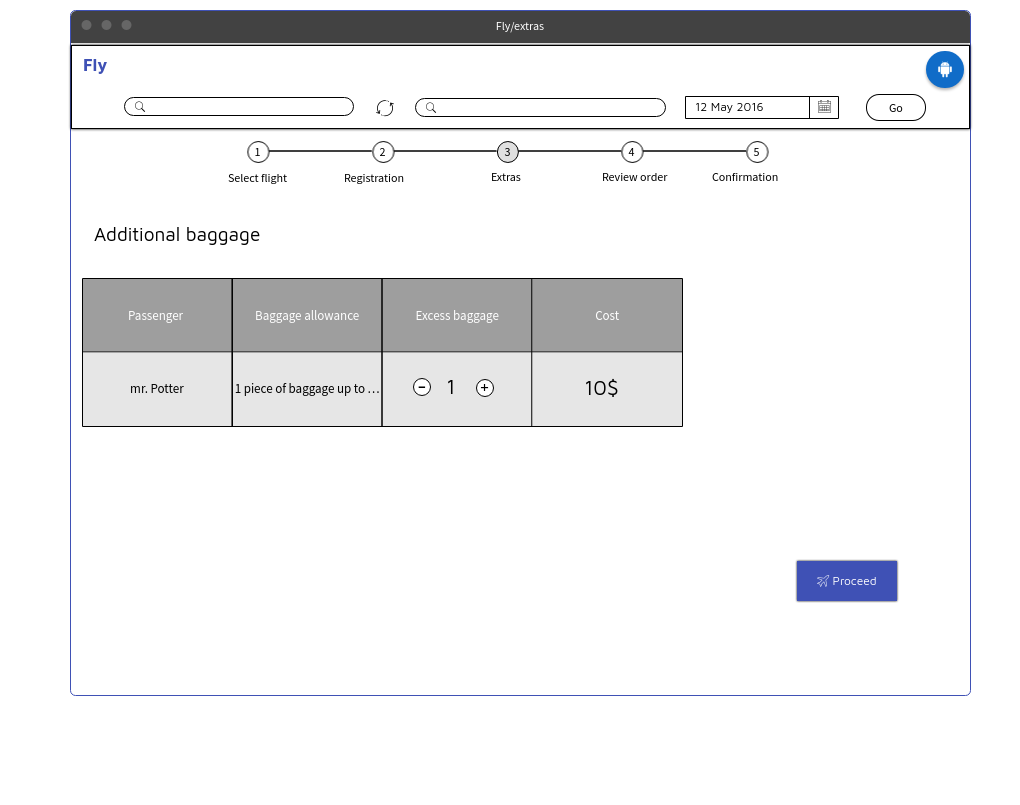 Fly/extras
Fly
12 May 2016
Go
1 2 3 4 5
Select flight Registration Extras Review order Confirmation
Additional baggage
Passenger Baggage allowance Excess baggage Cost
mr. Potter 1 piece of baggage up to ... − 1 + 10$
Proceed